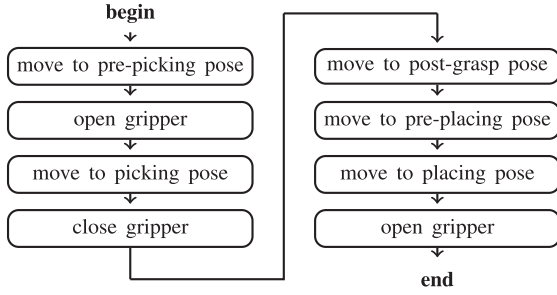 begin
move to pre-picking pose
open gripper
move to picking pose
close gripper
move to post-grasp pose
move to pre-placing pose
move to placing pose
open gripper
end